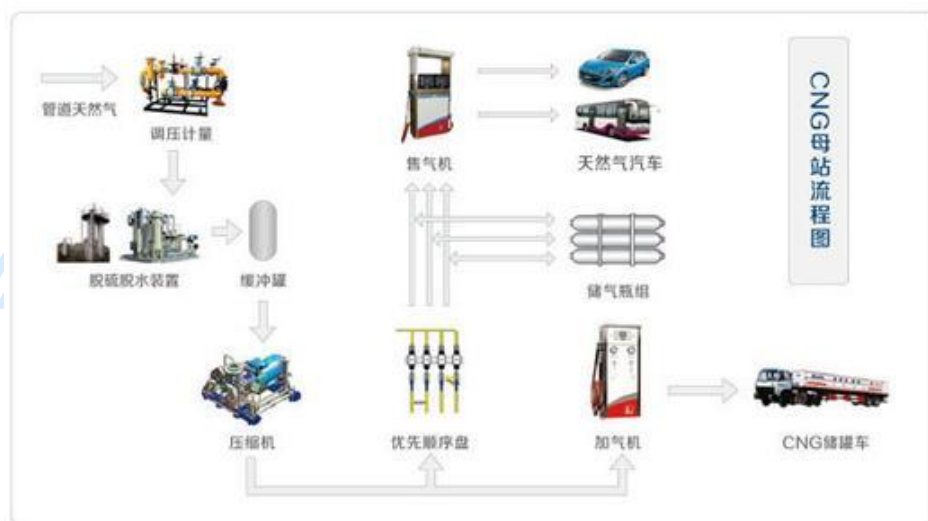 管道天然气
调压计量
脱硫脱水装置
缓冲罐
压缩机
售气机
天然气汽车
储气瓶组
优先顺序盘
加气机
CNG储罐车
CNG母站流程图